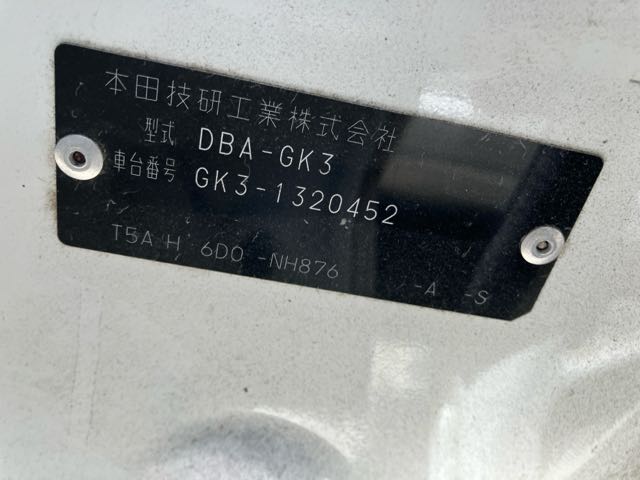 本田技研工業株式会社
型式 DBA-GK3
車台番号 GK3-1320452
T5A H 6D0 -NH876 -A -S